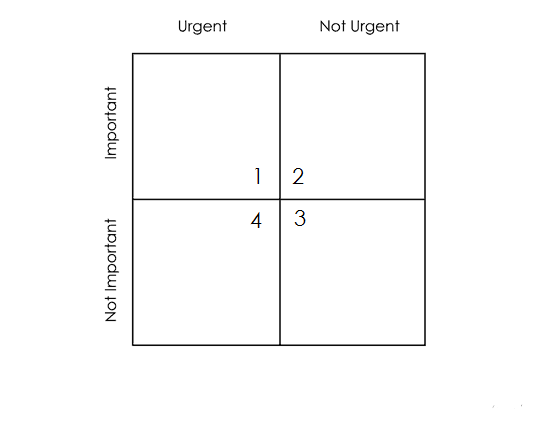 Urgent
Not Urgent
Important
1
2
Not Important
4
3